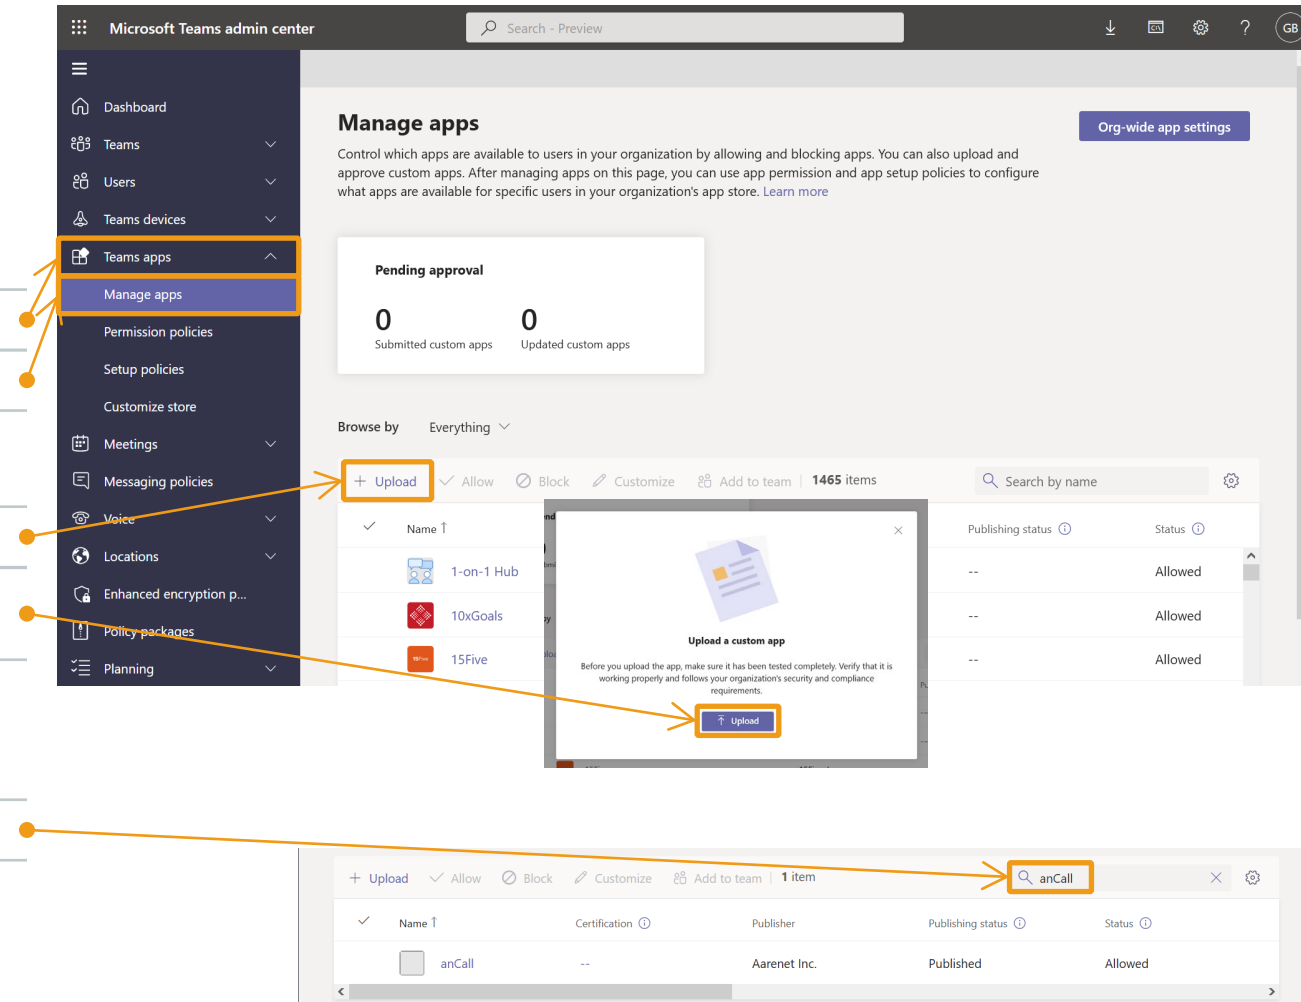 Microsoft Teams admin center
Search - Preview
GB
Dashboard
Teams
Users
Teams devices
Teams apps
Manage apps
Permission policies
Setup policies
Customize store
Meetings
Messaging policies
Voice
Locations
Enhanced encryption p...
Policy packages
Planning
Manage apps
Org-wide app settings
Control which apps are available to users in your organization by allowing and blocking apps. You can also upload and
approve custom apps. After managing apps on this page, you can use app permission and app setup policies to configure
what apps are available for specific users in your organization's app store. Learn more
Pending approval
0 0
Submitted custom apps Updated custom apps
Browse by Everything
+ Upload Allow Block Customize Add to team | 1465 items Search by name
Name ↑ Publishing status Status
1-on-1 Hub -- Allowed
10xGoals -- Allowed
15Five -- Allowed
Upload a custom app
Before you upload the app, make sure it has been tested completely. Verify that it is
working properly and follows your organization's security and compliance
requirements.
Upload
+ Upload Allow Block Customize Add to team | 1 item anCall
Name ↑ Certification Publisher Publishing status Status
anCall -- Aarenet Inc. Published Allowed